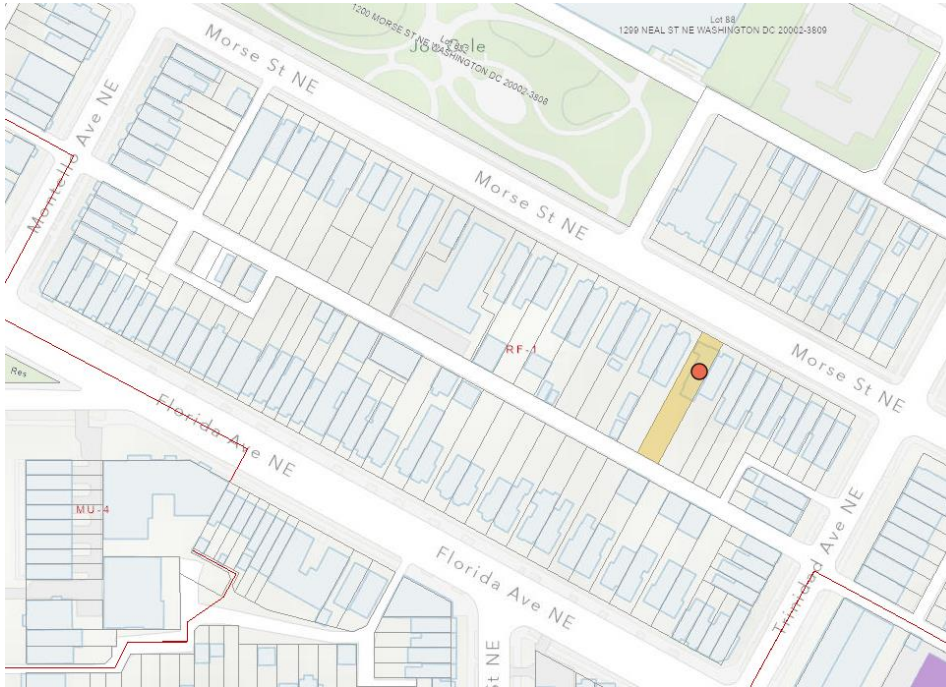 Morse St NE
1200 MORSE ST NE WASHINGTON DC 20002-3808
Lot 88
1299 NEAL ST NE WASHINGTON DC 20002-3809
Montello Ave NE
Morse St NE
RF-1
Morse St NE
Res
Florida Ave NE
MU-4
Florida Ave NE
Trinidad Ave NE
St NE